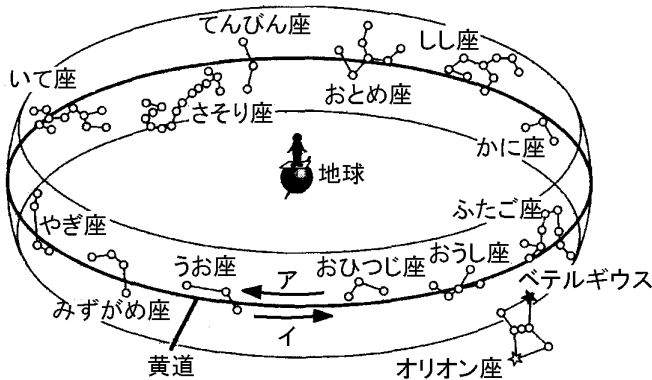 てんびん座
しし座
いて座
おとめ座
さそり座
かに座
地球
ふたご座
やぎ座
うお座
ア
おひつじ座
おうし座
ベテルギウス
みずがめ座
イ
黄道
オリオン座